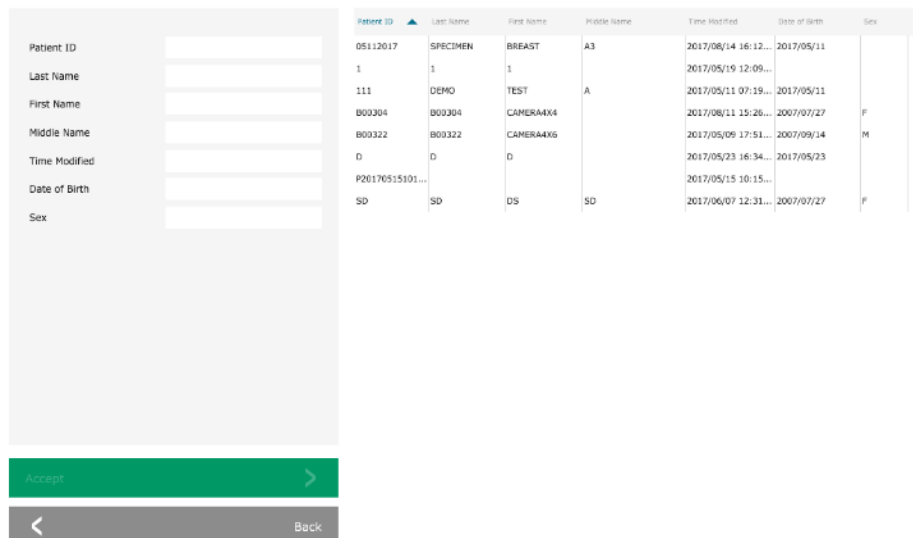 Patient ID
Last Name
First Name
Middle Name
Time Modified
Date of Birth
Sex
Accept
Back
Patient ID Last Name First Name Middle Name Time Modified Date of Birth Sex
05112017 SPECIMEN BREAST A3 2017/08/14 16:12... 2017/05/11
1 1 1 2017/05/19 12:09...
111 DEMO TEST A 2017/05/11 07:19... 2017/05/11
B00304 B00304 CAMERA4X4 2017/08/11 15:26... 2007/07/27 F
B00322 B00322 CAMERA4X6 2017/05/09 17:51... 2007/09/14 M
D D D 2017/05/23 16:34... 2017/05/23
P20170515101... 2017/05/15 10:15...
SD SD DS SD 2017/06/07 12:31... 2007/07/27 F